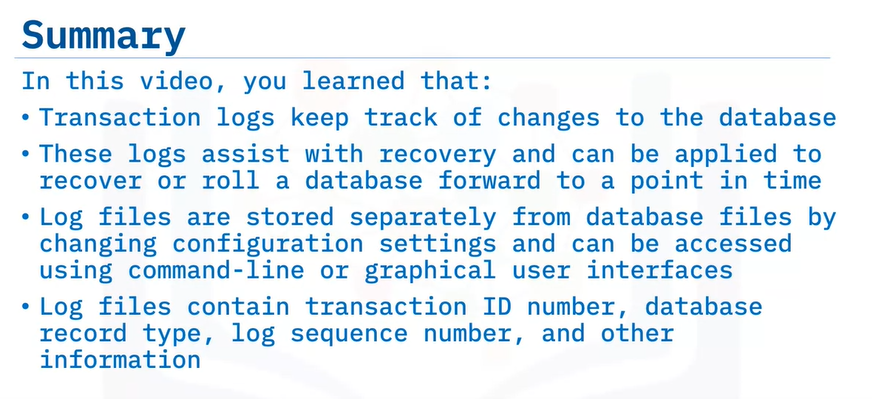 Summary
In this video, you learned that:
• Transaction logs keep track of changes to the database
• These logs assist with recovery and can be applied to
recover or roll a database forward to a point in time
• Log files are stored separately from database files by
changing configuration settings and can be accessed
using command-line or graphical user interfaces
• Log files contain transaction ID number, database
record type, log sequence number, and other
information